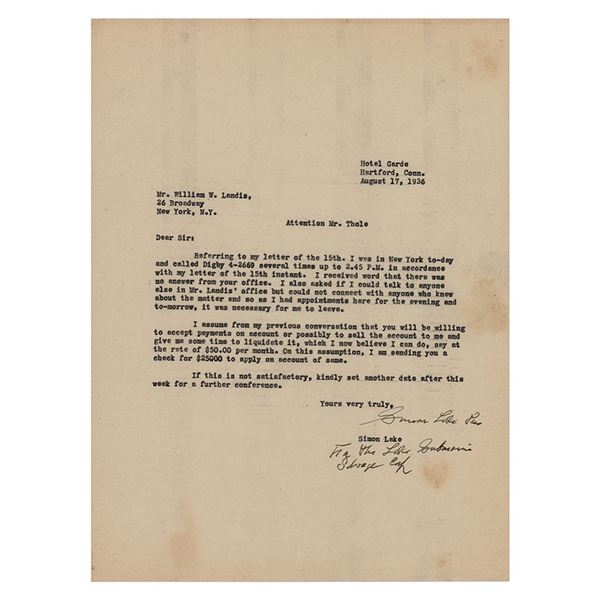 Hotel Garde
Hartford, Conn.
August 17, 1936
Mr. William W. Landis,
26 Broadway
New York, N.Y.
Attention Mr. Thole
Dear Sir:
Referring to my letter of the 15th. I was in New York to-day
and called Digby 4-2669 several times up to 2.45 P.M. in accordance
with my letter of the 15th instant. I received word that there was
no answer from your office. I also asked if I could talk to anyone
else in Mr. Landis' office but could not connect with anyone who knew
about the matter and so as I had appointments here for the evening and
to-morrow, it was necessary for me to leave.
I assume from my previous conversation that you will be willing
to accept payments on account or possibly to sell the account to me and
give me some time to liquidate it, which I now believe I can do, say at
the rate of $50.00 per month. On this assumption, I am sending you a
check for $25000 to apply on account of same.
If this is not satisfactory, kindly set another date after this
week for a further conference.
Yours very truly,
Simon Lake Pres
Simon Lake
For the Lake Submarine
Salvage Corp